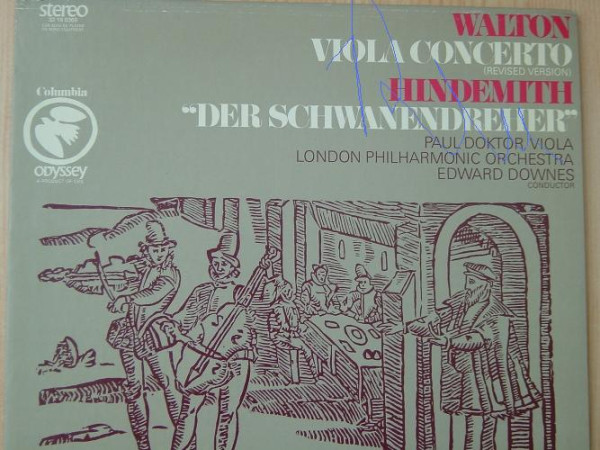 stereo
Columbia
Odyssey
WALTON
VIOLA CONCERTO
(REVISED VERSION)
HINDEMITH
"DER SCHWANENDREHER"
PAUL DOKTOR, VIOLA
LONDON PHILHARMONIC ORCHESTRA
EDWARD DOWNES
CONDUCTOR